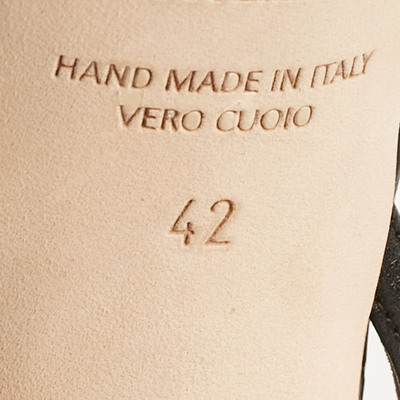 HAND MADE IN ITALY
VERO CUOIO
42